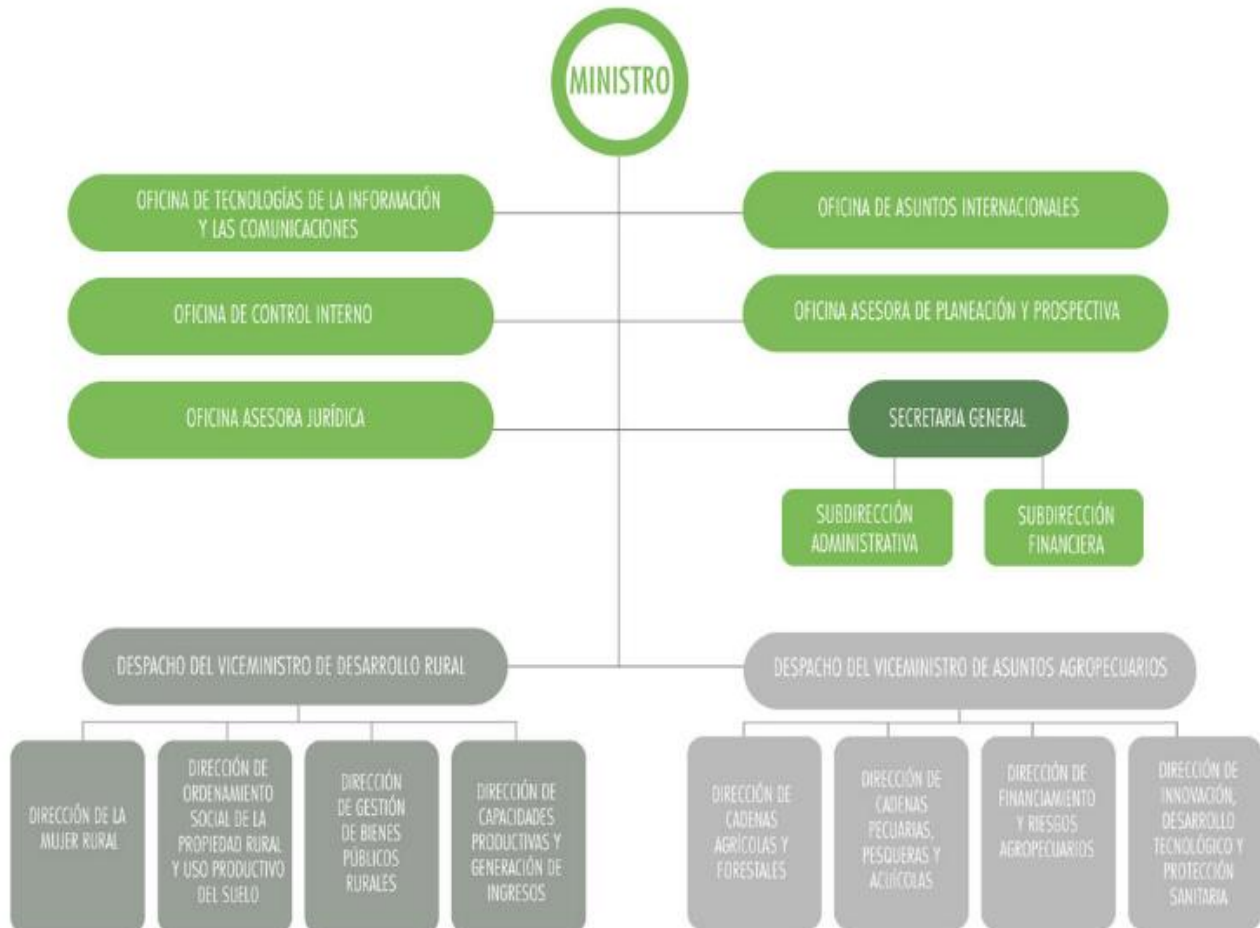 MINISTRO
OFICINA DE TECNOLOGÍAS DE LA INFORMACIÓN
Y LAS COMUNICACIONES
OFICINA DE ASUNTOS INTERNACIONALES
OFICINA DE CONTROL INTERNO
OFICINA ASESORA DE PLANEACIÓN Y PROSPECTIVA
OFICINA ASESORA JURÍDICA
SECRETARIA GENERAL
SUBDIRECCIÓN
ADMINISTRATIVA
SUBDIRECCIÓN
FINANCIERA
DESPACHO DEL VICEMINISTRO DE DESARROLLO RURAL
DESPACHO DEL VICEMINISTRO DE ASUNTOS AGROPECUARIOS
DIRECCIÓN DE LA
MUJER RURAL
DIRECCIÓN DE
ORDENAMIENTO
SOCIAL DE LA
PROPIEDAD RURAL
Y USO PRODUCTIVO
DEL SUELO
DIRECCIÓN
DE GESTIÓN
DE BIENES
PÚBLICOS
RURALES
DIRECCIÓN DE
CAPACIDADES
PRODUCTIVAS Y
GENERACIÓN DE
INGRESOS
DIRECCIÓN DE
CADENAS
AGRÍCOLAS Y
FORESTALES
DIRECCIÓN DE
CADENAS
PECUARIAS,
PESQUERAS Y
ACUÍCOLAS
DIRECCIÓN DE
FINANCIAMIENTO
Y RIESGOS
AGROPECUARIOS
DIRECCIÓN DE
INNOVACIÓN,
DESARROLLO
TECNOLÓGICO Y
PROTECCIÓN
SANITARIA